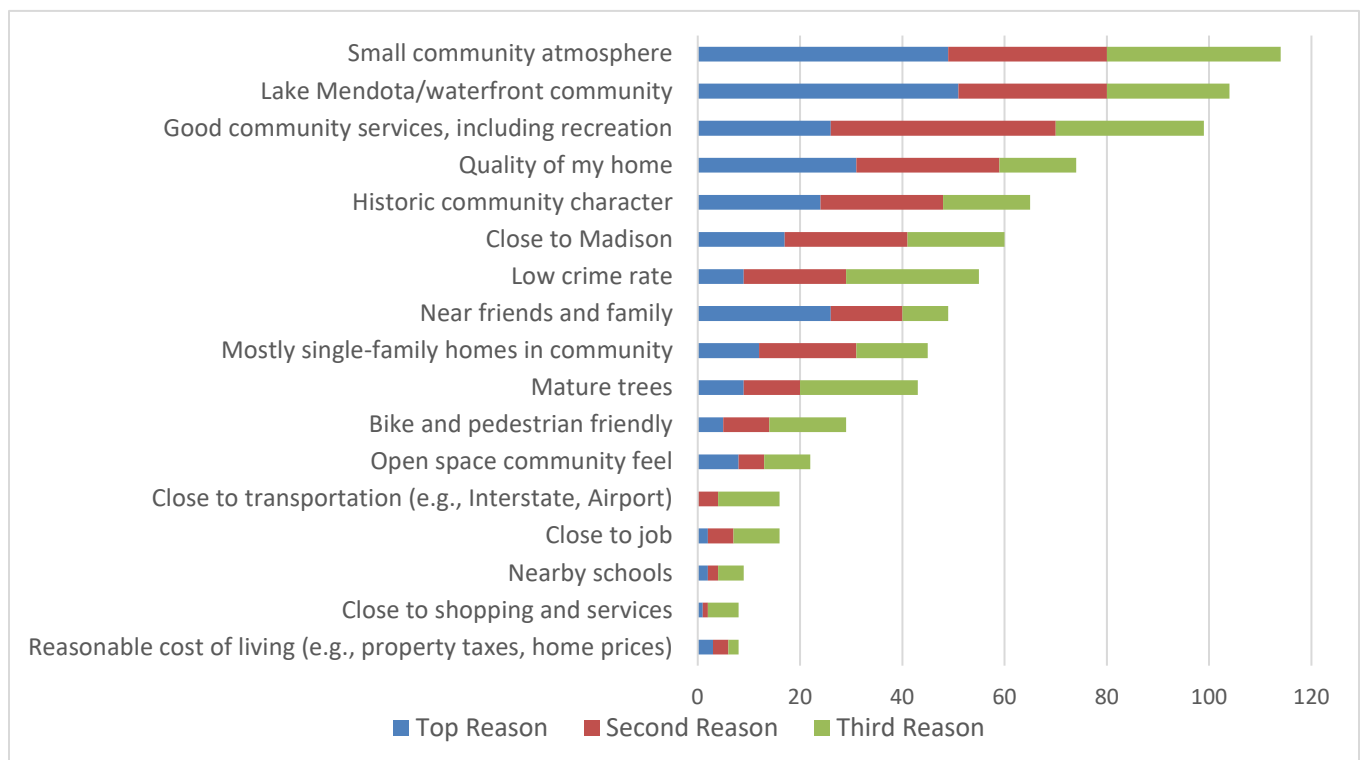 Small community atmosphere
Lake Mendota/waterfront community
Good community services, including recreation
Quality of my home
Historic community character
Close to Madison
Low crime rate
Near friends and family
Mostly single-family homes in community
Mature trees
Bike and pedestrian friendly
Open space community feel
Close to transportation (e.g., Interstate, Airport)
Close to job
Nearby schools
Close to shopping and services
Reasonable cost of living (e.g., property taxes, home prices)
0 20 40 60 80 100 120
Top Reason Second Reason Third Reason